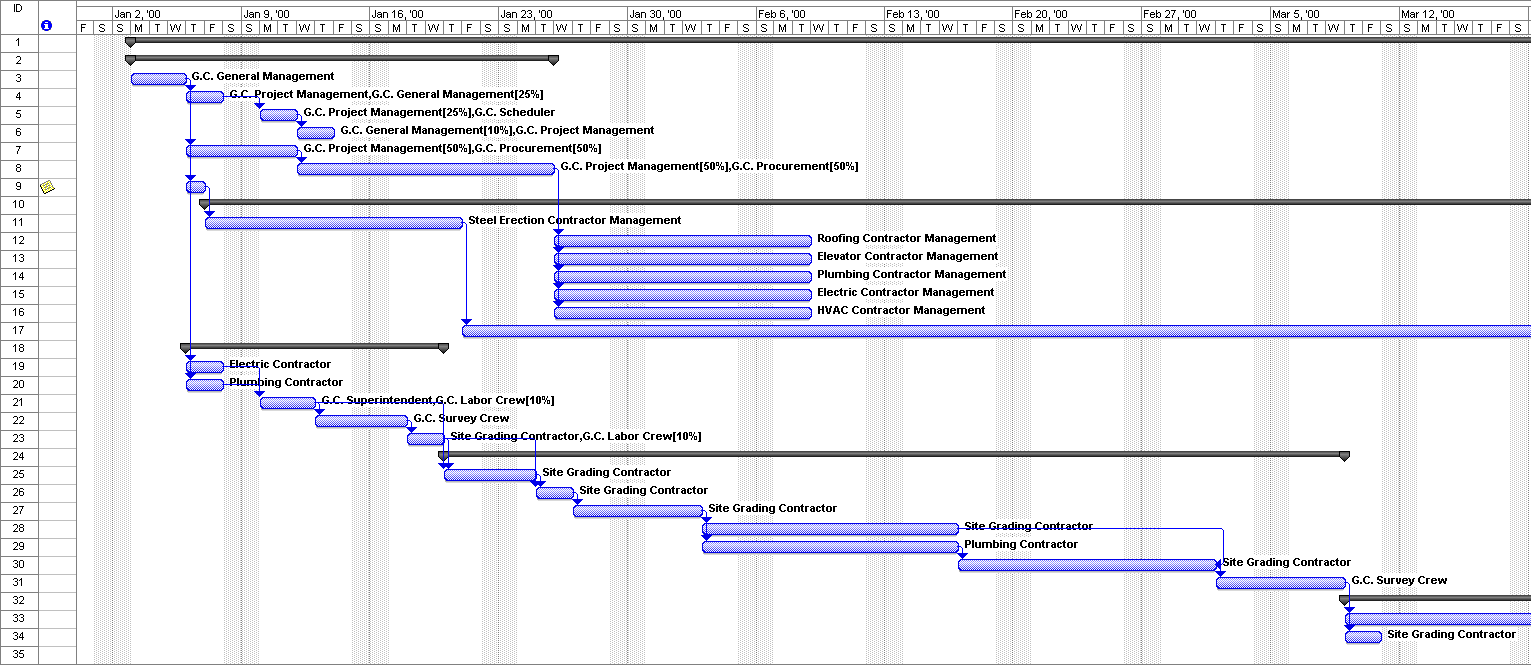 ID
Jan 2, '00 Jan 9, '00 Jan 16, '00 Jan 23, '00 Jan 30, '00 Feb 6, '00 Feb 13, '00 Feb 20, '00 Feb 27, '00 Mar 5, '00 Mar 12, '00
F S S M T W T F S S M T W T F S S M T W T F S S M T W T F S S M T W T F S S M T W T F S S M T W T F S S M T W T F S S M T W T F S S M T W T F S S M T W T F S
1
2
3 G.C. General Management
4 G.C. Project Management,G.C. General Management[25%]
5 G.C. Project Management[25%],G.C. Scheduler
6 G.C. General Management[10%],G.C. Project Management
7 G.C. Project Management[50%],G.C. Procurement[50%]
8 G.C. Project Management[50%],G.C. Procurement[50%]
9
10
11 Steel Erection Contractor Management
12 Roofing Contractor Management
13 Elevator Contractor Management
14 Plumbing Contractor Management
15 Electric Contractor Management
16 HVAC Contractor Management
17
18
19 Electric Contractor
20 Plumbing Contractor
21 G.C. Superintendent,G.C. Labor Crew[10%]
22 G.C. Survey Crew
23 Site Grading Contractor,G.C. Labor Crew[10%]
24
25 Site Grading Contractor
26 Site Grading Contractor
27 Site Grading Contractor
28 Site Grading Contractor
29 Plumbing Contractor
30 Site Grading Contractor
31 G.C. Survey Crew
32
33
34 Site Grading Contractor
35